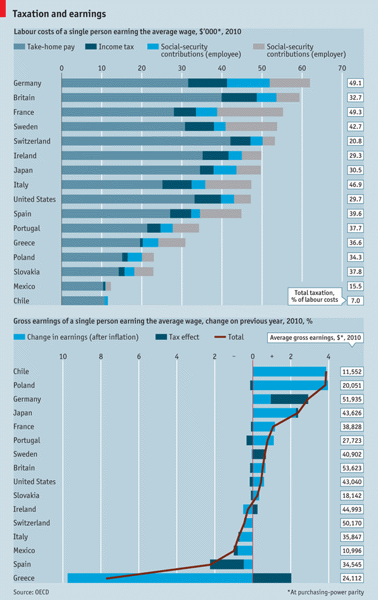 Taxation and earnings
Labour costs of a single person earning the average wage, $'000*, 2010
Take-home pay
Income tax
Social-security contributions (employee)
Social-security contributions (employer)
0 10 20 30 40 50 60 70
Germany 49.1
Britain 32.7
France 49.3
Sweden 42.7
Switzerland 20.8
Ireland 29.3
Japan 30.5
Italy 46.9
United States 29.7
Spain 39.6
Portugal 37.7
Greece 36.6
Poland 34.3
Slovakia 37.8
Mexico 15.5
Chile 7.0
Total taxation,
% of labour costs
Gross earnings of a single person earning the average wage, change on previous year, 2010, %
Change in earnings (after inflation)
Tax effect
Total
Average gross earnings, $*, 2010
10 8 6 4 2 – 0 + 2 4
Chile 11,552
Poland 20,051
Germany 51,935
Japan 43,626
France 38,828
Portugal 27,723
Sweden 40,902
Britain 53,623
United States 43,040
Slovakia 18,142
Ireland 44,993
Switzerland 50,170
Italy 35,847
Mexico 10,996
Spain 34,545
Greece 24,112
Source: OECD
*At purchasing-power parity